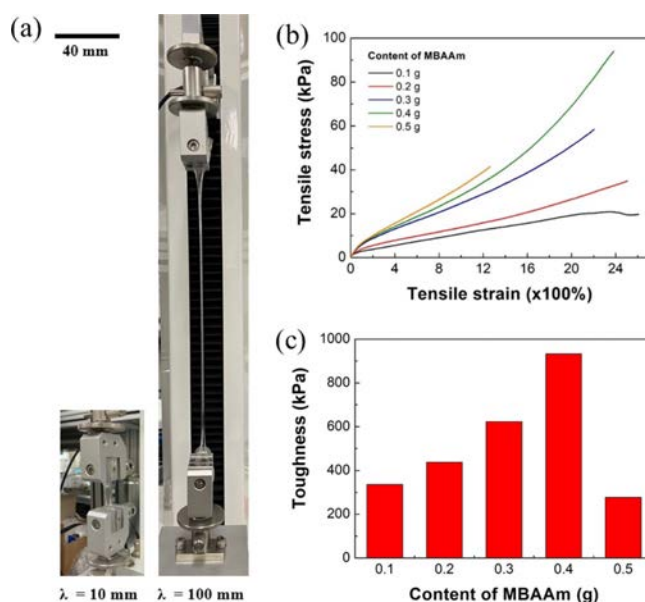 (a)
40 mm
λ = 10 mm
λ = 100 mm
(b)
100
80
60
40
20
0
Tensile stress (kPa)
Content of MBAAm
0.1 g
0.2 g
0.3 g
0.4 g
0.5 g
0 4 8 12 16 20 24
Tensile strain (x100%)
(c)
1000
800
600
400
200
0
Toughness (kPa)
0.1 0.2 0.3 0.4 0.5
Content of MBAAm (g)